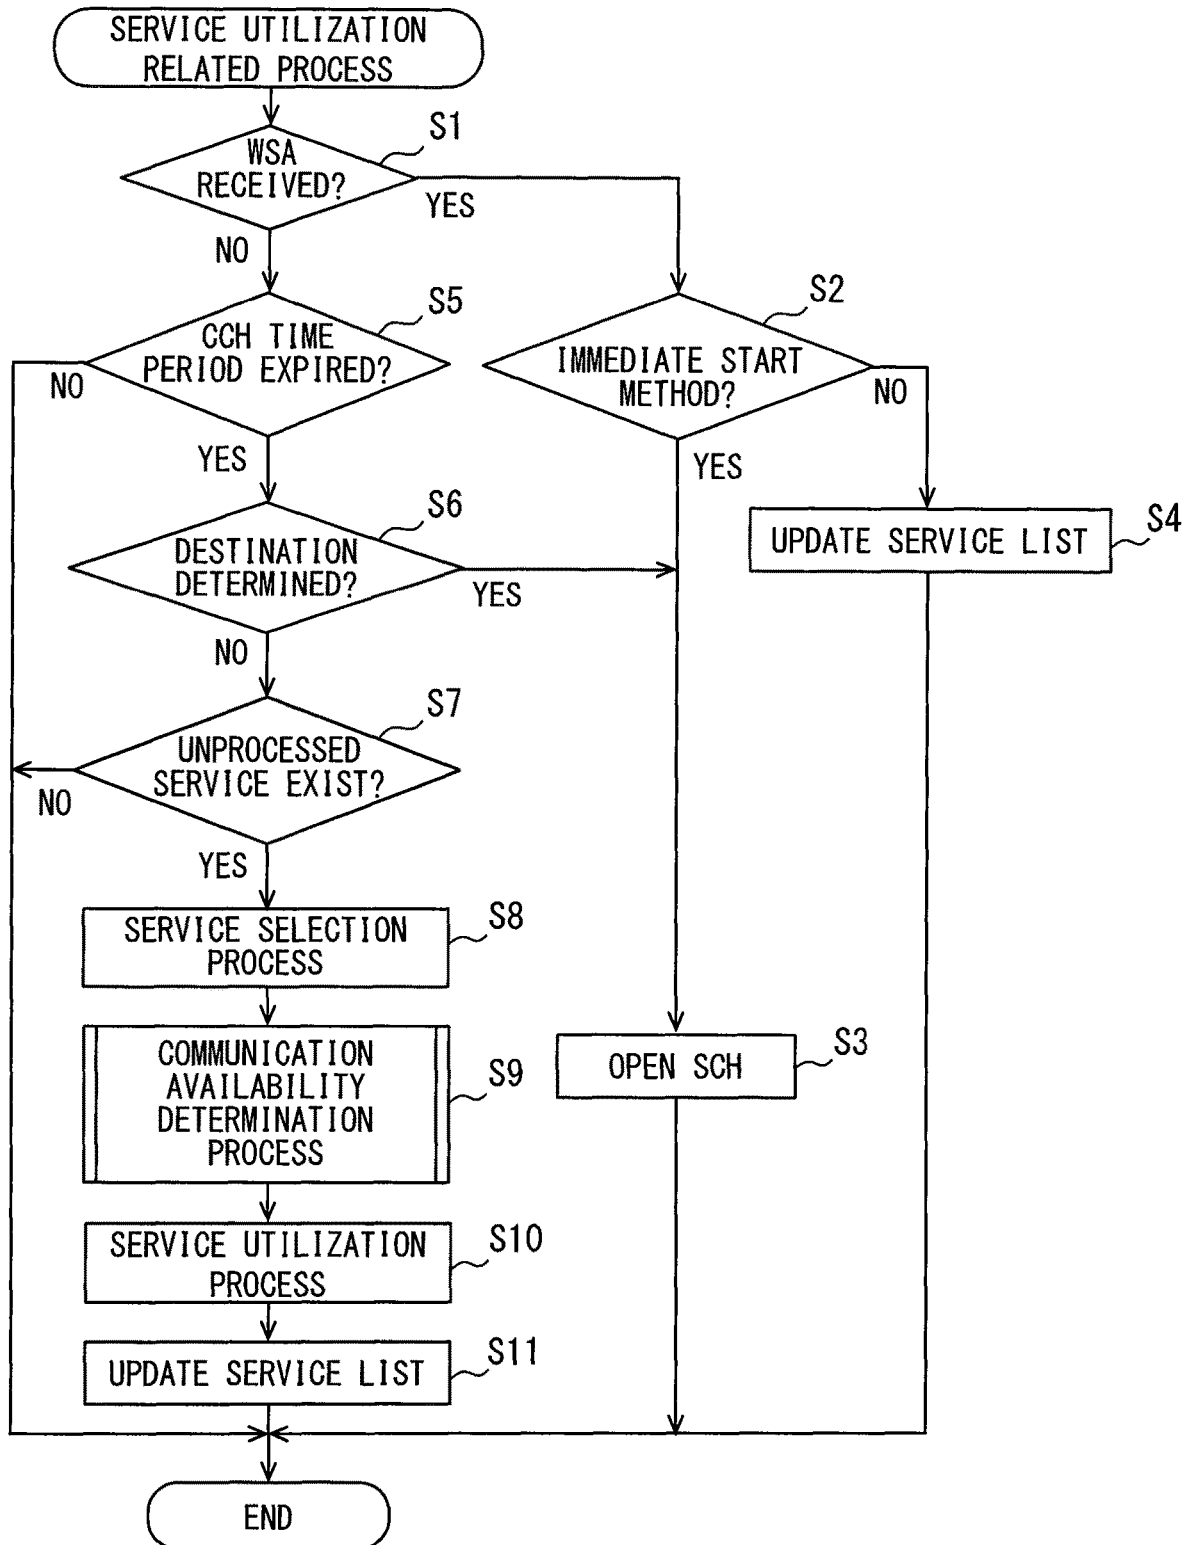 SERVICE UTILIZATION
RELATED PROCESS
S1
WSA
RECEIVED?
YES
NO
S2
IMMEDIATE START
METHOD?
NO
YES
S5
CCH TIME
PERIOD EXPIRED?
NO
YES
S4
UPDATE SERVICE LIST
S6
DESTINATION
DETERMINED?
YES
NO
S7
UNPROCESSED
SERVICE EXIST?
NO
YES
S8
SERVICE SELECTION
PROCESS
S9
COMMUNICATION
AVAILABILITY
DETERMINATION
PROCESS
S3
OPEN SCH
S10
SERVICE UTILIZATION
PROCESS
S11
UPDATE SERVICE LIST
END